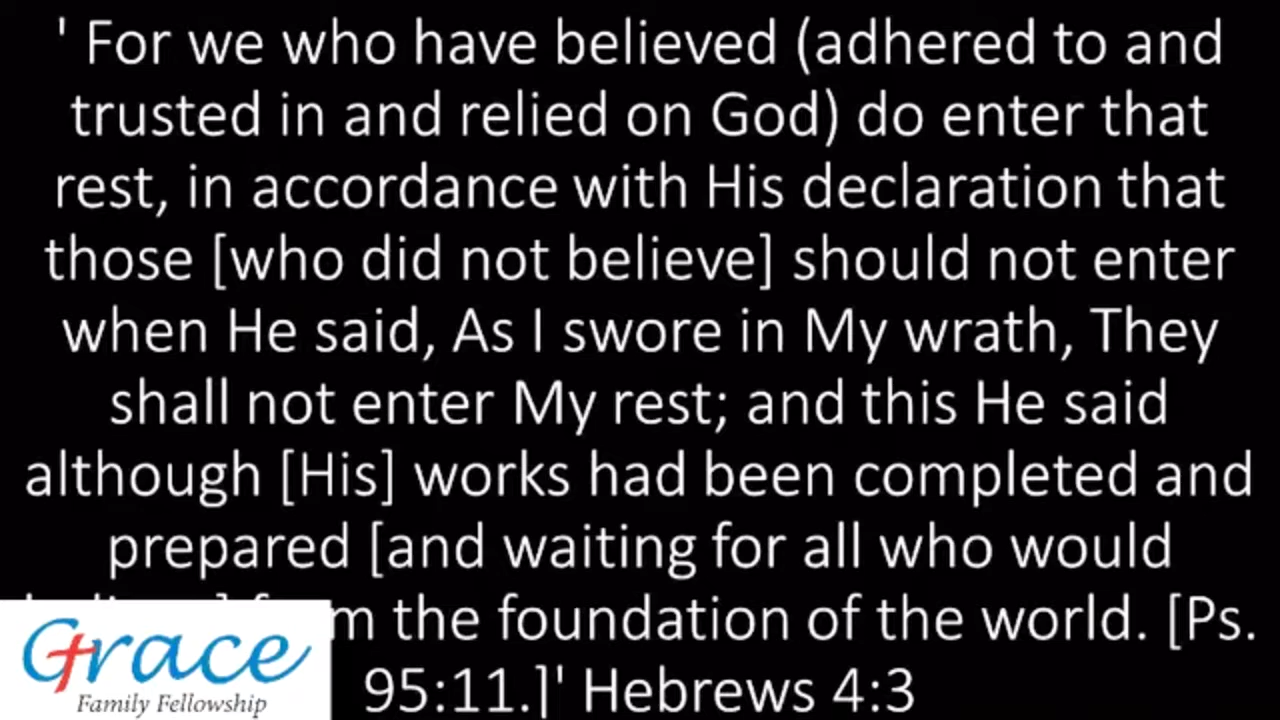 ' For we who have believed (adhered to and
trusted in and relied on God) do enter that
rest, in accordance with His declaration that
those [who did not believe] should not enter
when He said, As I swore in My wrath, They
shall not enter My rest; and this He said
although [His] works had been completed and
prepared [and waiting for all who would
the foundation of the world. [Ps.
95:11.]' Hebrews 4:3
Grace
Family Fellowship